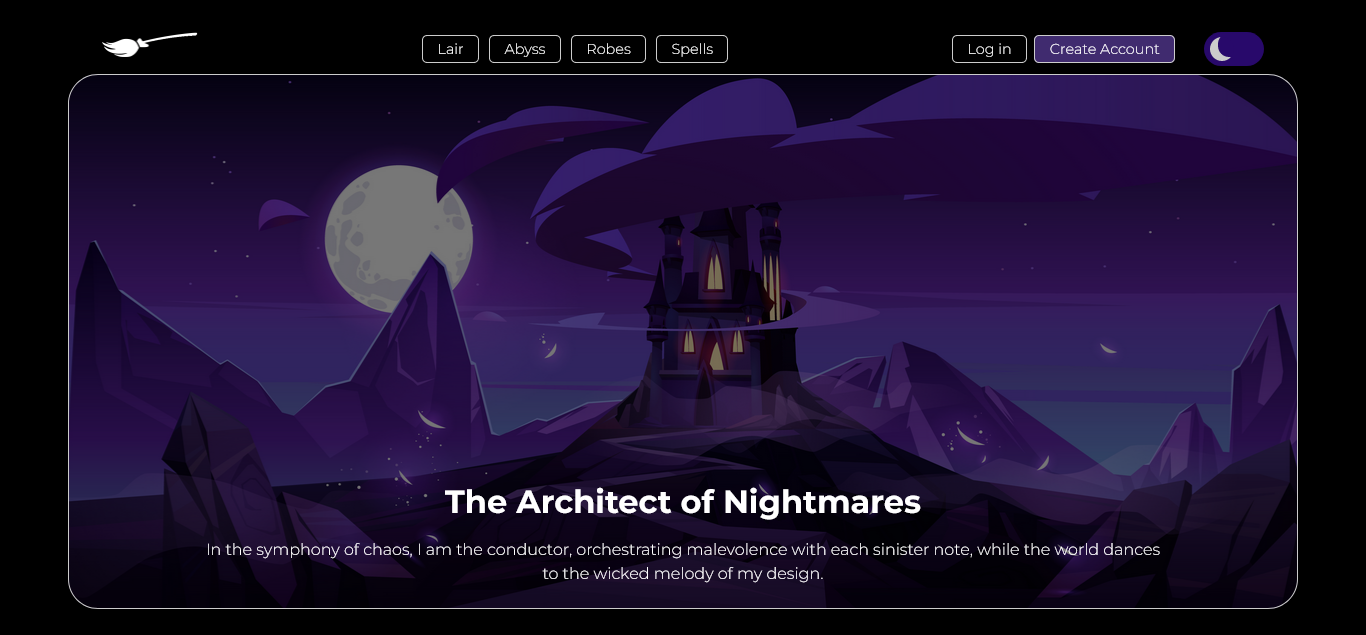 Lair Abyss Robes Spells Log in Create Account
The Architect of Nightmares
In the symphony of chaos, I am the conductor, orchestrating malevolence with each sinister note, while the world dances
to the wicked melody of my design.